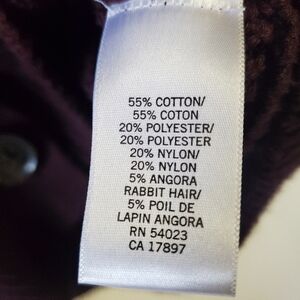 55% COTTON/
55% COTON
20% POLYESTER/
20% POLYESTER
20% NYLON/
20% NYLON
5% ANGORA
RABBIT HAIR/
5% POIL DE
LAPIN ANGORA
RN 54023
CA 17897